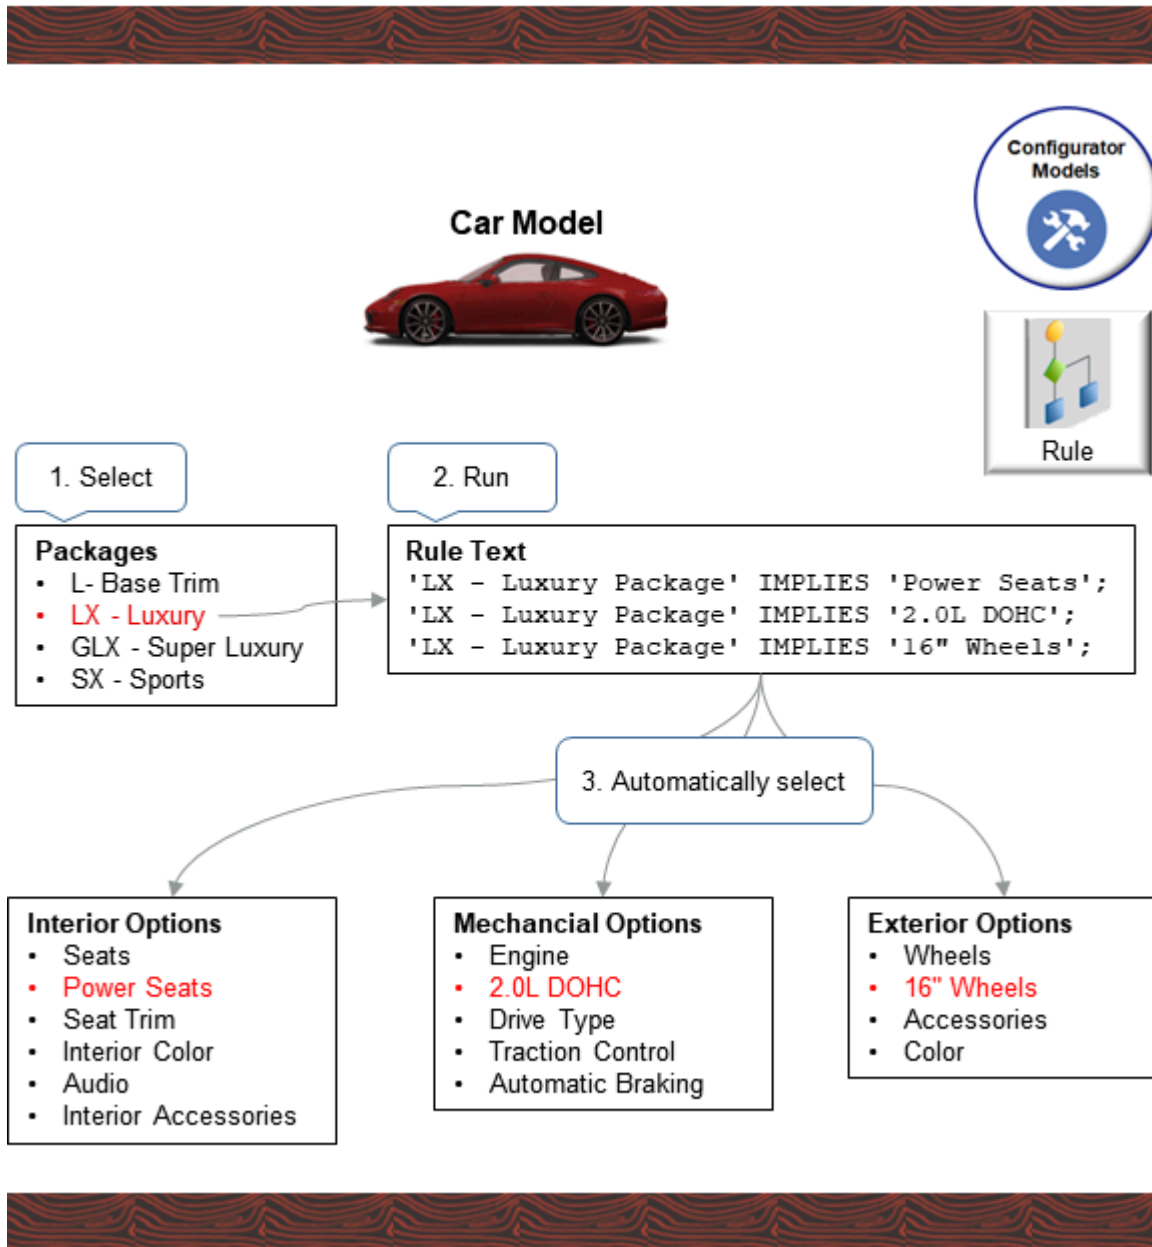 Configurator
Models
Car Model
Rule
1. Select
2. Run
Packages
• L- Base Trim
• LX - Luxury
• GLX - Super Luxury
• SX - Sports
Rule Text
'LX - Luxury Package' IMPLIES 'Power Seats';
'LX - Luxury Package' IMPLIES '2.0L DOHC';
'LX - Luxury Package' IMPLIES '16" Wheels';
3. Automatically select
Interior Options
• Seats
• Power Seats
• Seat Trim
• Interior Color
• Audio
• Interior Accessories
Mechancial Options
• Engine
• 2.0L DOHC
• Drive Type
• Traction Control
• Automatic Braking
Exterior Options
• Wheels
• 16" Wheels
• Accessories
• Color